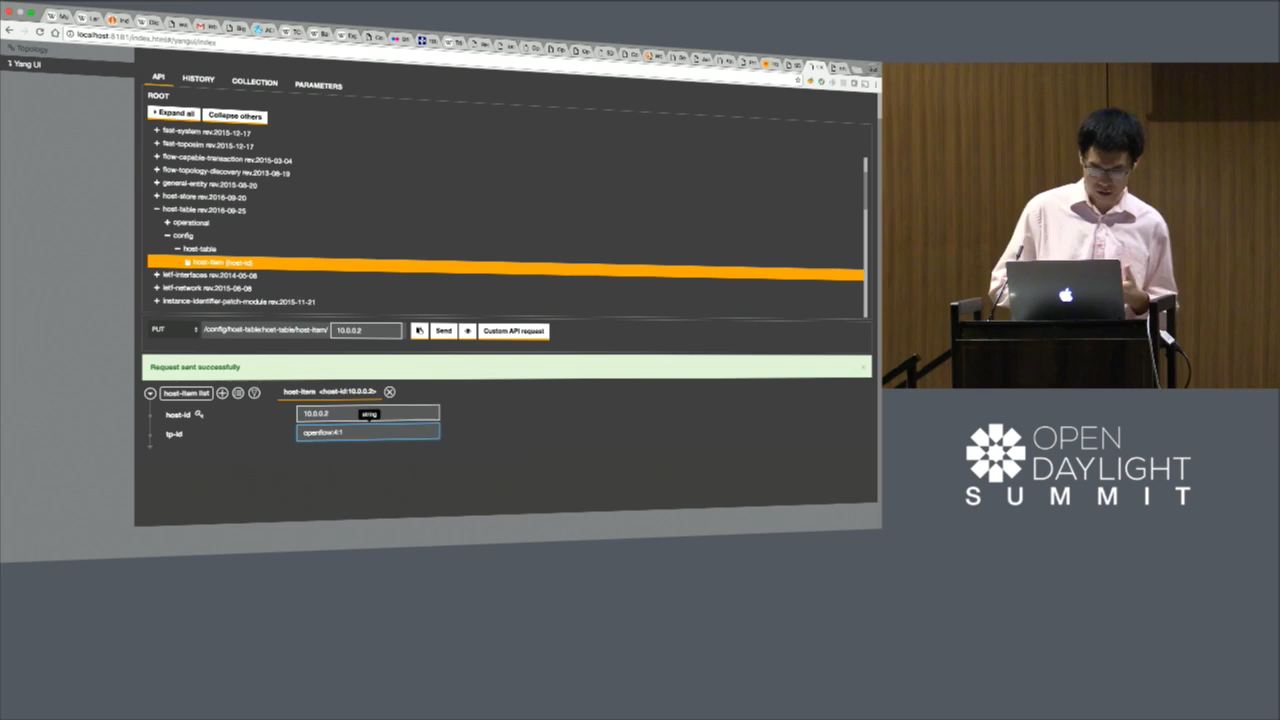 localhost:8181/index.html#/yangui/index
Topology
Yang UI
API HISTORY COLLECTION PARAMETERS
ROOT
Expand all Collapse others
fast-system rev.2015-12-17
fast-toposim rev.2015-12-17
flow-capable-transaction rev.2015-03-04
flow-topology-discovery rev.2013-08-19
general-entity rev.2015-08-20
host-store rev.2016-09-20
host-table rev.2016-09-25
operational
config
host-table
host-item {host-id}
ietf-interfaces rev.2014-05-08
ietf-network rev.2015-06-08
instance-identifier-patch-module rev.2015-11-21
PUT /config/host-table:host-table/host-item/ 10.0.0.2 Send Custom API request
Request sent successfully
host-item list host-item <host-id:10.0.0.2>
host-id 10.0.0.2 string
tp-id openflow:4:1
OPEN
DAYLIGHT
SUMMIT